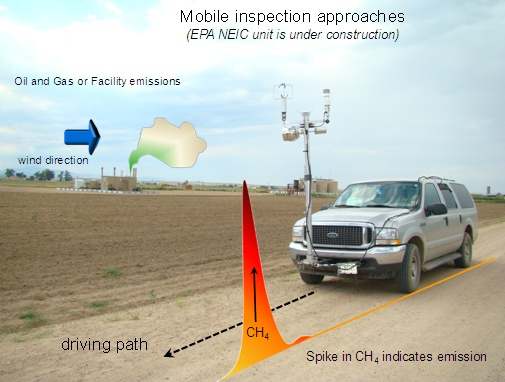 Mobile inspection approaches
(EPA NEIC unit is under construction)
Oil and Gas or Facility emissions
wind direction
CH₄
driving path
Spike in CH₄ indicates emission